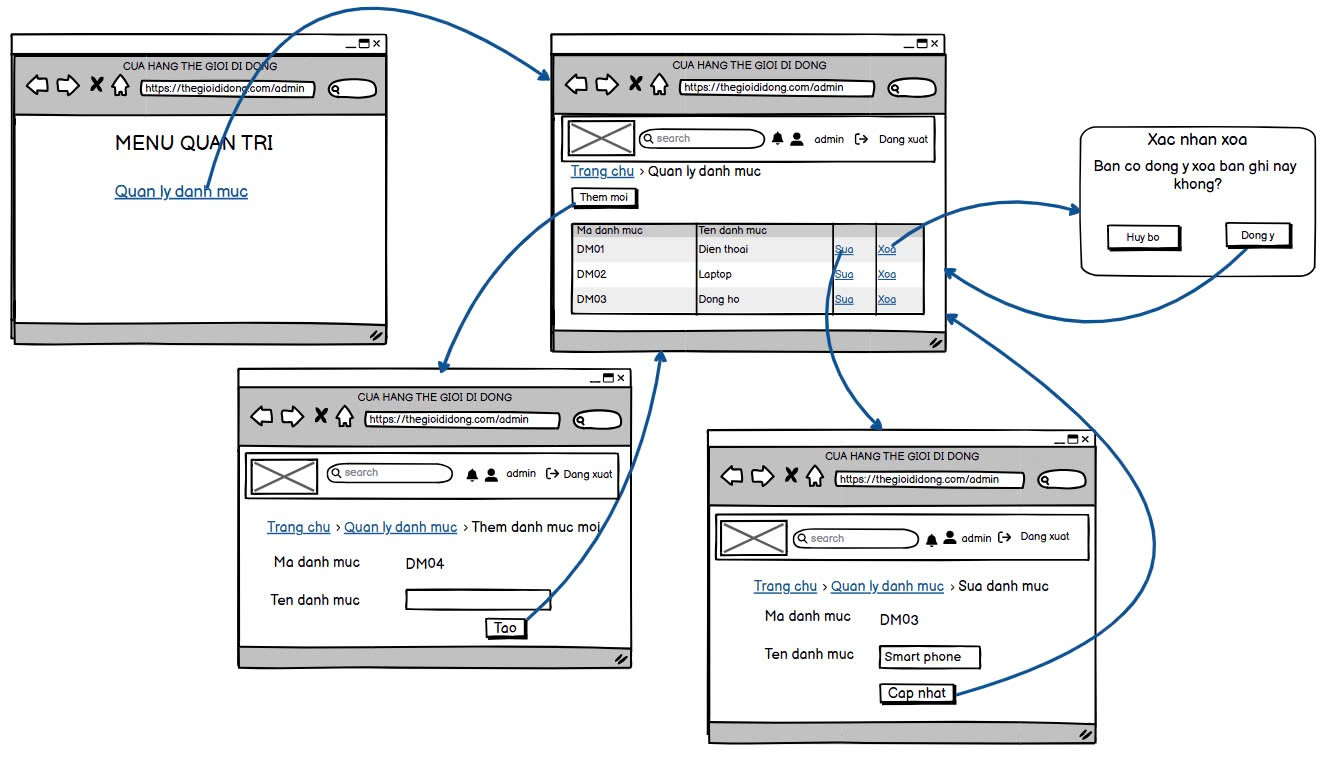 CUA HANG THE GIOI DI DONG
https://thegioididong.com/admin
MENU QUAN TRI
Quan ly danh muc
CUA HANG THE GIOI DI DONG
https://thegioididong.com/admin
search admin Dang xuat
Trang chu > Quan ly danh muc
Them moi
Ma danh muc Ten danh muc
DM01 Dien thoai Sua Xoa
DM02 Laptop Sua Xoa
DM03 Dong ho Sua Xoa
Xac nhan xoa
Ban co dong y xoa ban ghi nay
khong?
Huy bo Dong y
CUA HANG THE GIOI DI DONG
https://thegioididong.com/admin
search admin Dang xuat
Trang chu > Quan ly danh muc > Them danh muc moi
Ma danh muc DM04
Ten danh muc
Tao
CUA HANG THE GIOI DI DONG
https://thegioididong.com/admin
search admin Dang xuat
Trang chu > Quan ly danh muc > Sua danh muc
Ma danh muc DM03
Ten danh muc Smart phone
Cap nhat